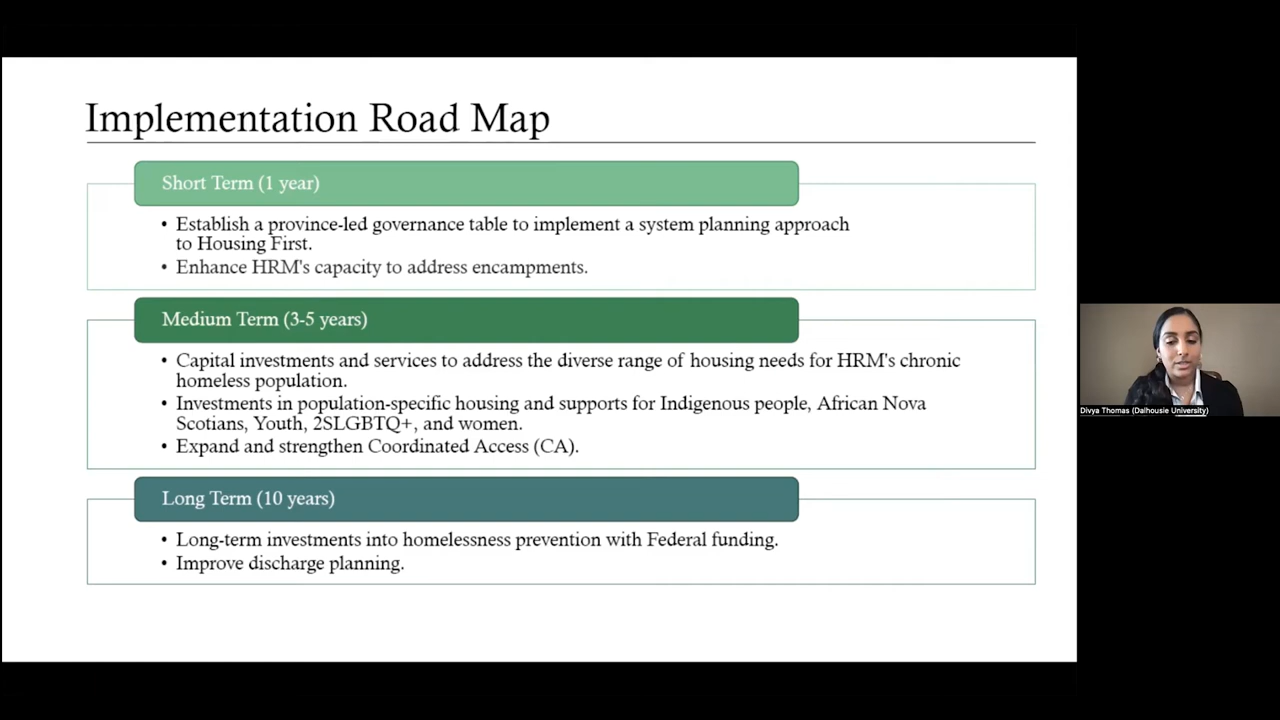 Implementation Road Map
Short Term (1 year)
• Establish a province-led governance table to implement a system planning approach
to Housing First.
• Enhance HRM's capacity to address encampments.
Medium Term (3-5 years)
• Capital investments and services to address the diverse range of housing needs for HRM's chronic
homeless population.
• Investments in population-specific housing and supports for Indigenous people, African Nova
Scotians, Youth, 2SLGBTQ+, and women.
• Expand and strengthen Coordinated Access (CA).
Long Term (10 years)
• Long-term investments into homelessness prevention with Federal funding.
• Improve discharge planning.
Divya Thomas (Dalhousie University)